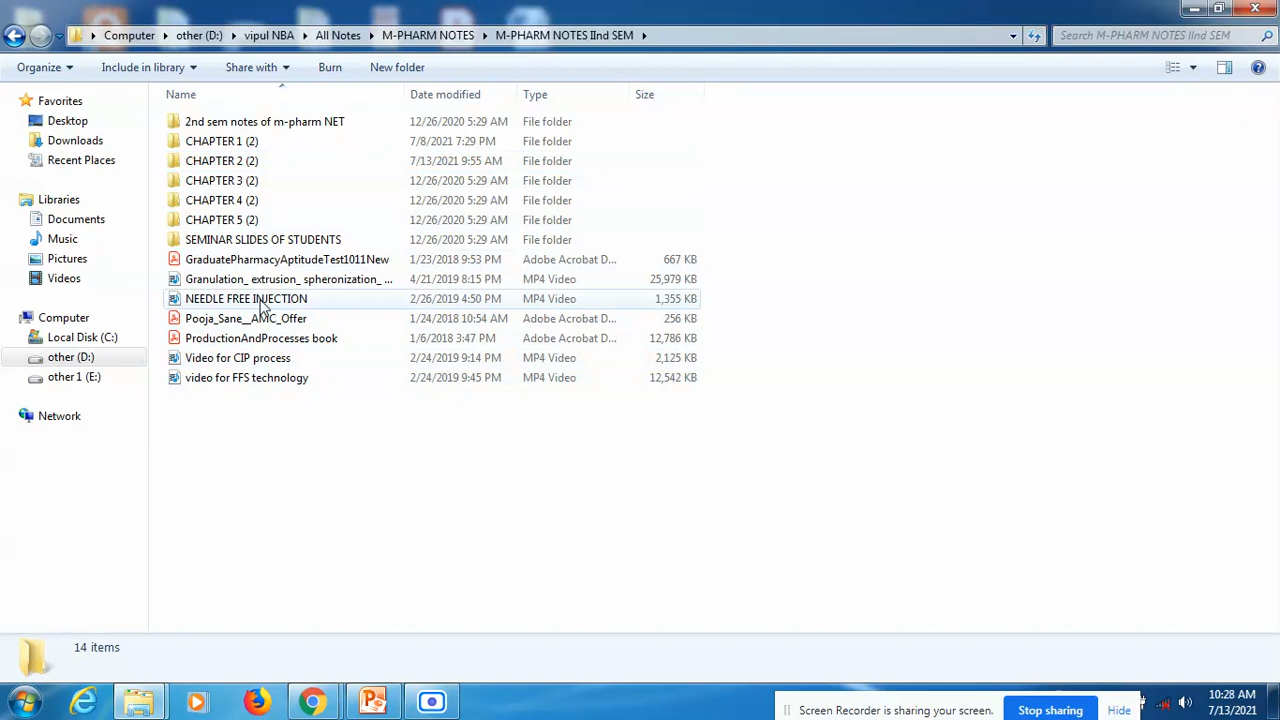 Computer ▸ other (D:) ▸ vipul NBA ▸ All Notes ▸ M-PHARM NOTES ▸ M-PHARM NOTES IInd SEM ▸ Search M-PHARM NOTES IInd SEM
Organize Include in library Share with Burn New folder
Favorites
Desktop
Downloads
Recent Places
Libraries
Documents
Music
Pictures
Videos
Computer
Local Disk (C:)
other (D:)
other 1 (E:)
Network
Name Date modified Type Size
2nd sem notes of m-pharm NET 12/26/2020 5:29 AM File folder
CHAPTER 1 (2) 7/8/2021 7:29 PM File folder
CHAPTER 2 (2) 7/13/2021 9:55 AM File folder
CHAPTER 3 (2) 12/26/2020 5:29 AM File folder
CHAPTER 4 (2) 12/26/2020 5:29 AM File folder
CHAPTER 5 (2) 12/26/2020 5:29 AM File folder
SEMINAR SLIDES OF STUDENTS 12/26/2020 5:29 AM File folder
GraduatePharmacyAptitudeTest1011New 1/23/2018 9:53 PM Adobe Acrobat D... 667 KB
Granulation_ extrusion_ spheronization_ ... 4/21/2019 8:15 PM MP4 Video 25,979 KB
NEEDLE FREE INJECTION 2/26/2019 4:50 PM MP4 Video 1,355 KB
Pooja_Sane__AMC_Offer 1/24/2018 10:54 AM Adobe Acrobat D... 256 KB
ProductionAndProcesses book 1/6/2018 3:47 PM Adobe Acrobat D... 12,786 KB
Video for CIP process 2/24/2019 9:14 PM MP4 Video 2,125 KB
video for FFS technology 2/24/2019 9:45 PM MP4 Video 12,542 KB
14 items
Screen Recorder is sharing your screen. Stop sharing Hide
10:28 AM
7/13/2021